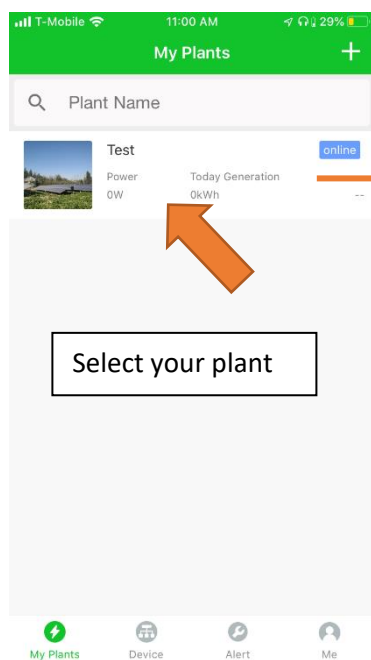 T-Mobile 11:00 AM 29%
My Plants +
Plant Name
Test online
Power Today Generation
0W 0kWh --
Select your plant
My Plants Device Alert Me